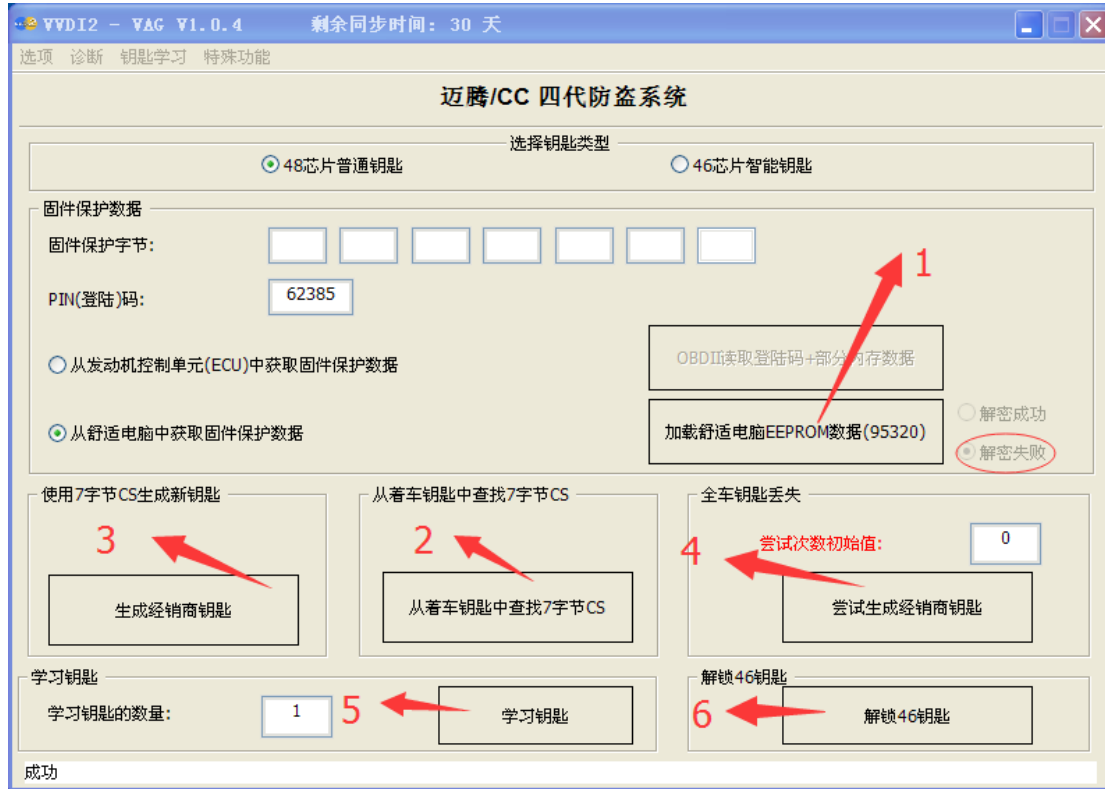 VVDI2 - VAG V1.0.4 剩余同步时间: 30 天
选项 诊断 钥匙学习 特殊功能
迈腾/CC 四代防盗系统
选择钥匙类型
48芯片普通钥匙 46芯片智能钥匙
固件保护数据
固件保护字节:
1
PIN(登陆)码: 62385
从发动机控制单元(ECU)中获取固件保护数据 OBDII读取登陆码+部分内存数据
从舒适电脑中获取固件保护数据 加载舒适电脑EEPROM数据(95320) 解密成功
解密失败
使用7字节CS生成新钥匙 从着车钥匙中查找7字节CS 全车钥匙丢失
3 2 4 尝试次数初始值: 0
生成经销商钥匙 从着车钥匙中查找7字节CS 尝试生成经销商钥匙
学习钥匙 解锁46钥匙
学习钥匙的数量: 1 5 学习钥匙 6 解锁46钥匙
成功